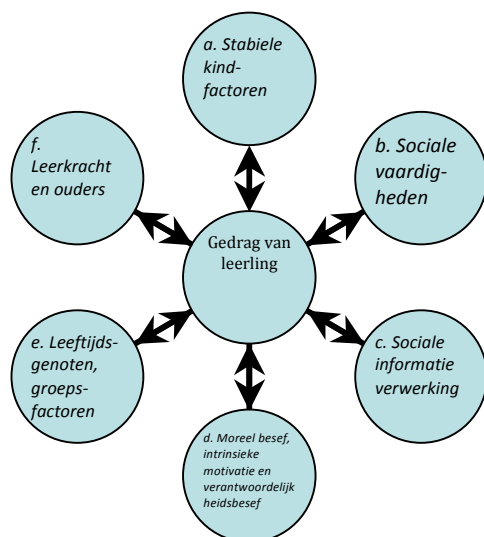 a. Stabiele
kind-
factoren
f.
Leerkracht
en ouders
b. Sociale
vaardig-
heden
Gedrag van
leerling
e. Leeftijds-
genoten,
groeps-
factoren
c. Sociale
informatie
verwerking
d. Moreel besef,
intrinsieke
motivatie en
verantwoordelijk
heidsbesef